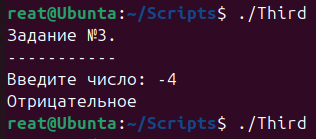 reat@Ubunta:~/Scripts$ ./Third
Задание №3.
-----------
Введите число: -4
Отрицательное
reat@Ubunta:~/Scripts$ ./Third